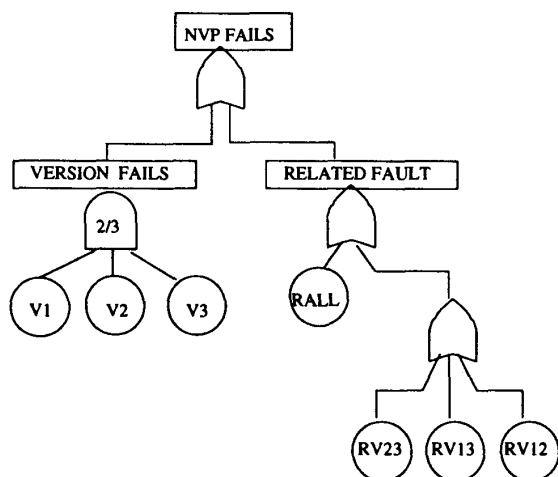 NVP FAILS
VERSION FAILS
RELATED FAULT
2/3
V1
V2
V3
RALL
RV23
RV13
RV12